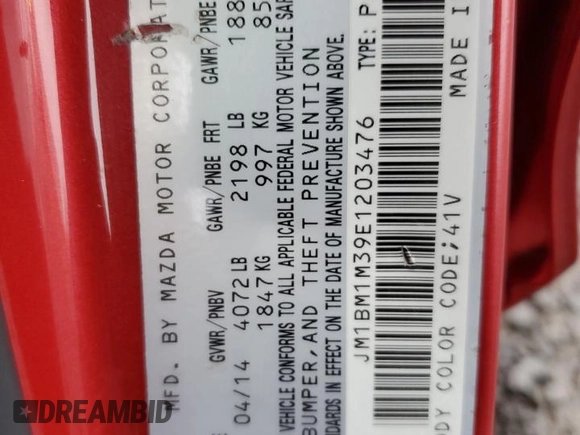 MFD. BY MAZDA MOTOR CORPORAT
GVWR/PNBV GAWR/PNBE FRT GAWR/PNBE
04/14 4072 LB 2198 LB 188
1847 KG 997 KG 85
VEHICLE CONFORMS TO ALL APPLICABLE FEDERAL MOTOR VEHICLE SAF
BUMPER, AND THEFT PREVENTION
NDARDS IN EFFECT ON THE DATE OF MANUFACTURE SHOWN ABOVE.
JM1BM1M39E1203476 TYPE: P
ODY COLOR CODE;41V MADE I
DREAMBID